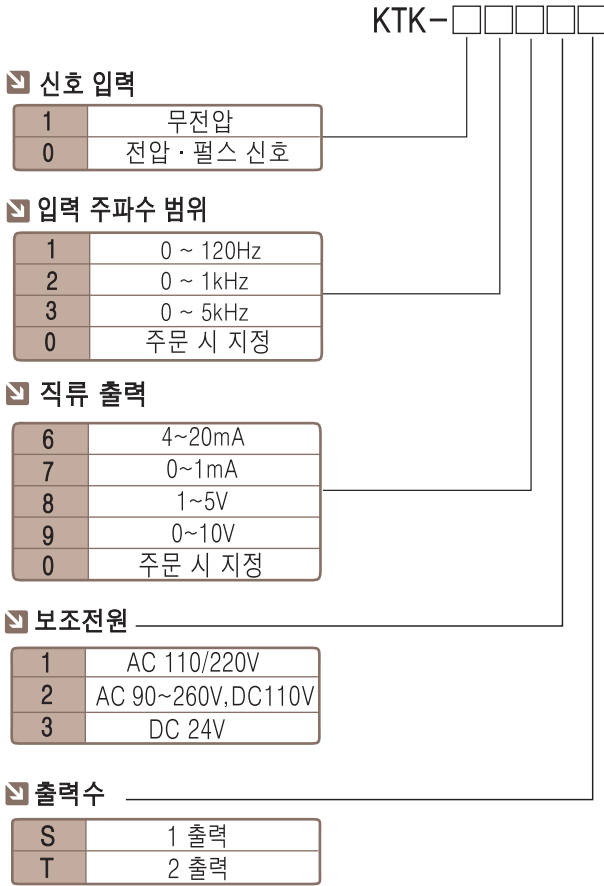 KTK-□□□□□
신호 입력
1 무전압
0 전압 · 펄스 신호
입력 주파수 범위
1 0 ~ 120Hz
2 0 ~ 1kHz
3 0 ~ 5kHz
0 주문 시 지정
직류 출력
6 4~20mA
7 0~1mA
8 1~5V
9 0~10V
0 주문 시 지정
보조전원
1 AC 110/220V
2 AC 90~260V,DC110V
3 DC 24V
출력수
S 1 출력
T 2 출력